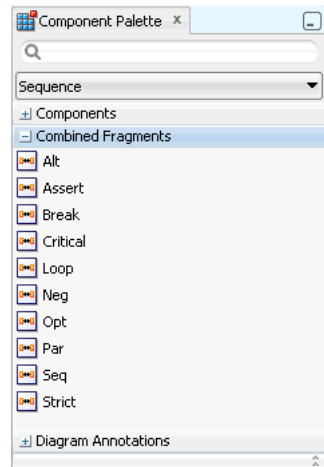 Component Palette
Sequence
Components
Combined Fragments
Alt
Assert
Break
Critical
Loop
Neg
Opt
Par
Seq
Strict
Diagram Annotations